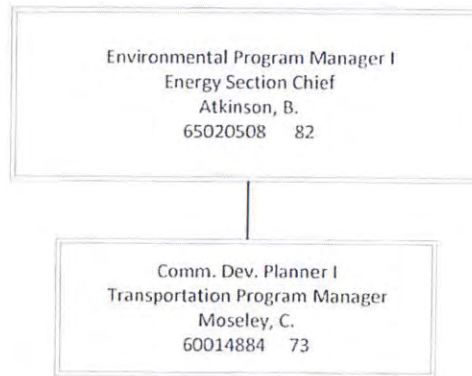 Environmental Program Manager I
Energy Section Chief
Atkinson, B.
65020508 82
Comm. Dev. Planner I
Transportation Program Manager
Moseley, C.
60014884 73